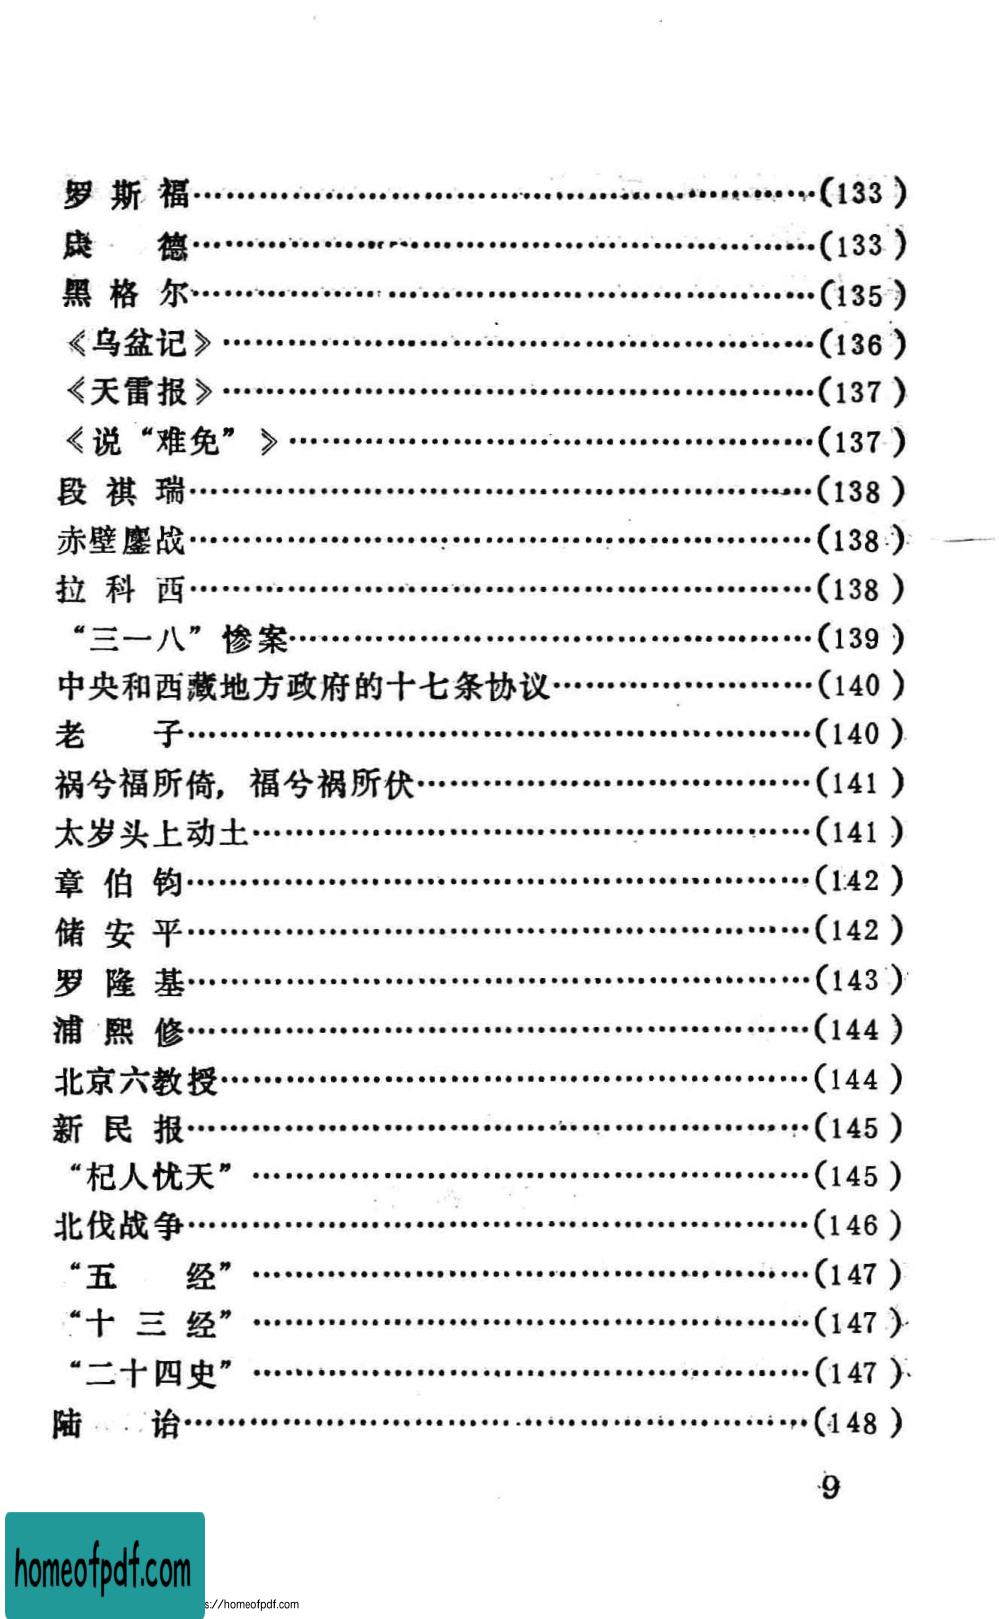 罗斯福……………………………………(133)
康 德……………………………………(133)
黑格尔……………………………………(135)
《乌盆记》……………………………………(136)
《天雷报》……………………………………(137)
《说“难免”》……………………………………(137)
段祺瑞……………………………………(138)
赤壁鏖战……………………………………(138)
拉科西……………………………………(138)
“三一八”惨案……………………………………(139)
中央和西藏地方政府的十七条协议………………(140)
老 子……………………………………(140)
祸兮福所倚，福兮祸所伏………………………(141)
太岁头上动土……………………………………(141)
章伯钧……………………………………(142)
储安平……………………………………(142)
罗隆基……………………………………(143)
浦熙修……………………………………(144)
北京六教授……………………………………(144)
新民报……………………………………(145)
“杞人忧天”……………………………………(145)
北伐战争……………………………………(146)
“五 经”……………………………………(147)
“十三经”……………………………………(147)
“二十四史”……………………………………(147)
陆 诒……………………………………(148)
9
homeofpdf.com
s://homeofpdf.com